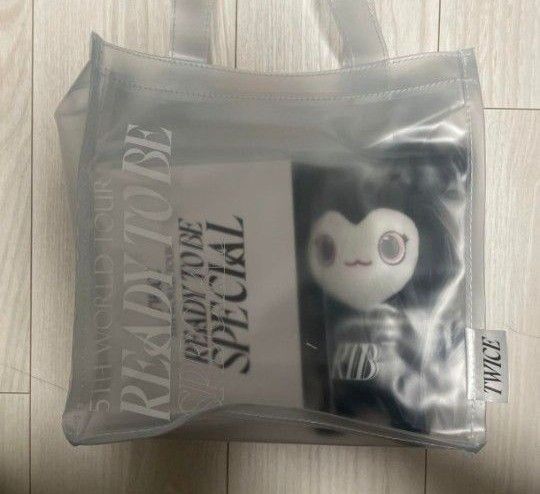 5TH WORLD TOUR
READY TO BE
READY TO BE
SPECIAL
RTB
TWICE